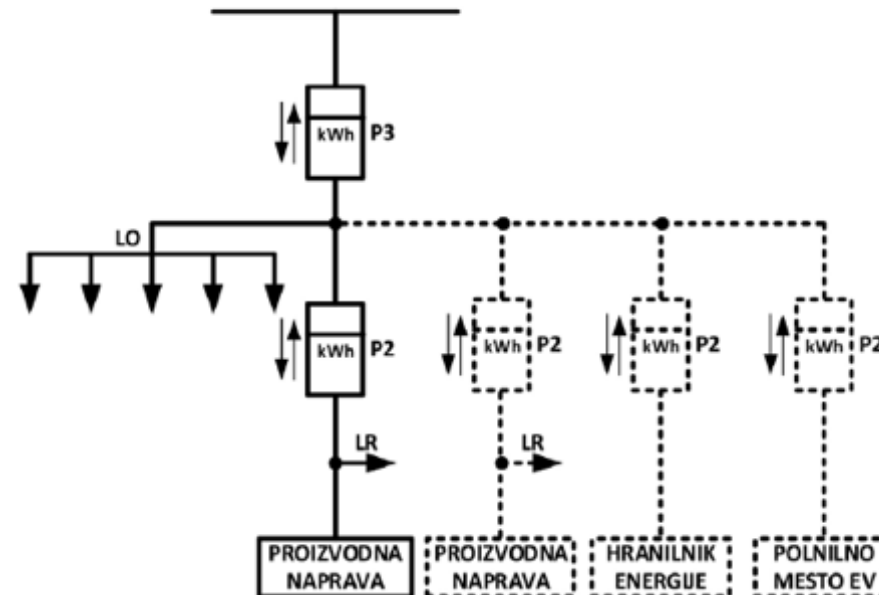 kWh P3
LO
kWh P2
kWh P2
kWh P2
kWh P2
LR
LR
PROIZVODNA
NAPRAVA
PROIZVODNA
NAPRAVA
HRANILNIK
ENERGIJE
POLNILNO
MESTO EV